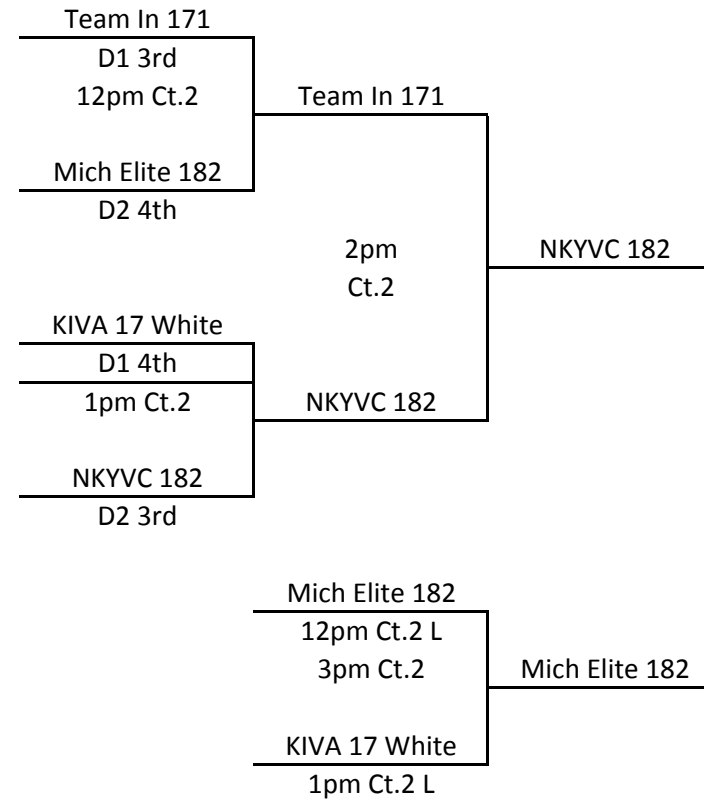 Team In 171
D1 3rd
12pm Ct.2
Team In 171
Mich Elite 182
D2 4th
2pm
Ct.2
NKYVC 182
KIVA 17 White
D1 4th
1pm Ct.2
NKYVC 182
NKYVC 182
D2 3rd
Mich Elite 182
12pm Ct.2 L
3pm Ct.2
Mich Elite 182
KIVA 17 White
1pm Ct.2 L